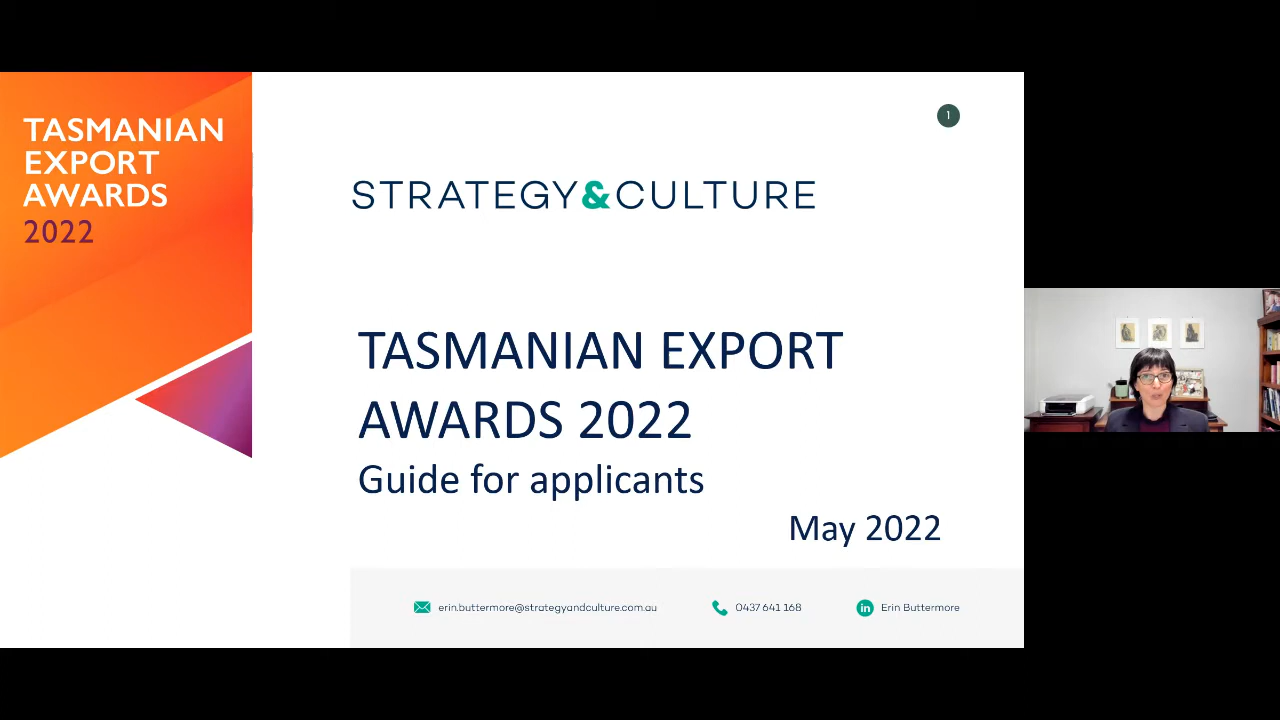 TASMANIAN
EXPORT
AWARDS
2022
1
STRATEGY&CULTURE
TASMANIAN EXPORT
AWARDS 2022
Guide for applicants
May 2022
erin.buttermore@strategyandculture.com.au
0437 641 168
in
Erin Buttermore